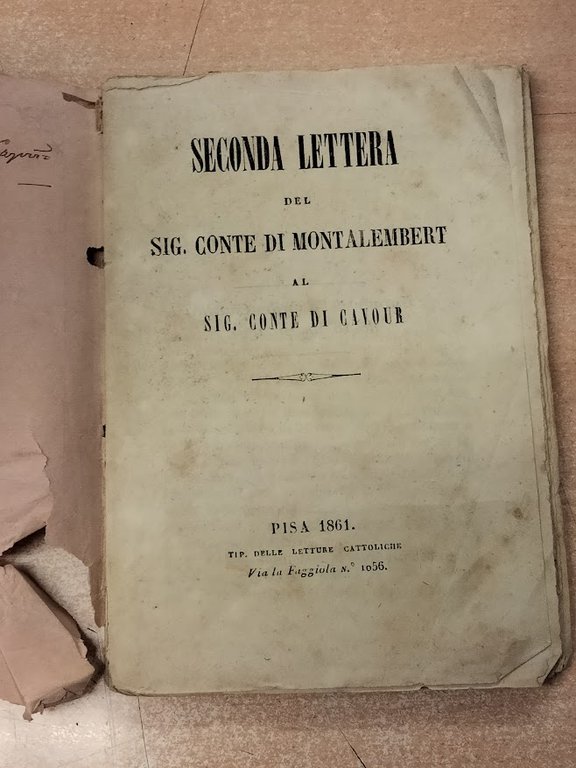 SECONDA LETTERA
DEL
SIG. CONTE DI MONTALEMBERT
AL
SIG. CONTE DI CAVOUR
PISA 1861.
TIP. DELLE LETTURE CATTOLICHE
Via la Faggiola N.° 1056.